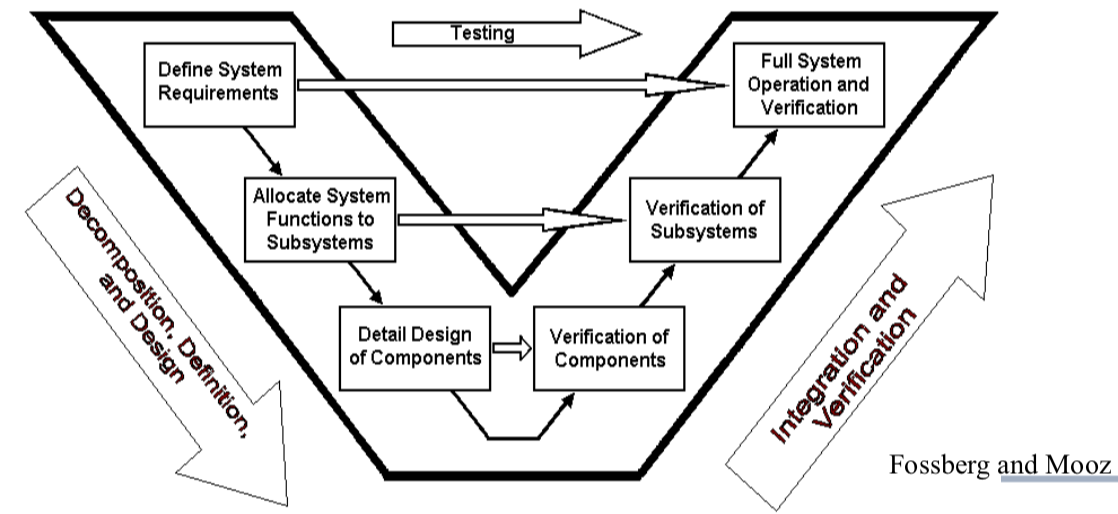 Testing
Define System
Requirements
Full System
Operation and
Verification
Allocate System
Functions to
Subsystems
Verification of
Subsystems
Detail Design
of Components
Verification of
Components
Decomposition, Definition,
and Design
Integration and
Verification
Fossberg and Mooz